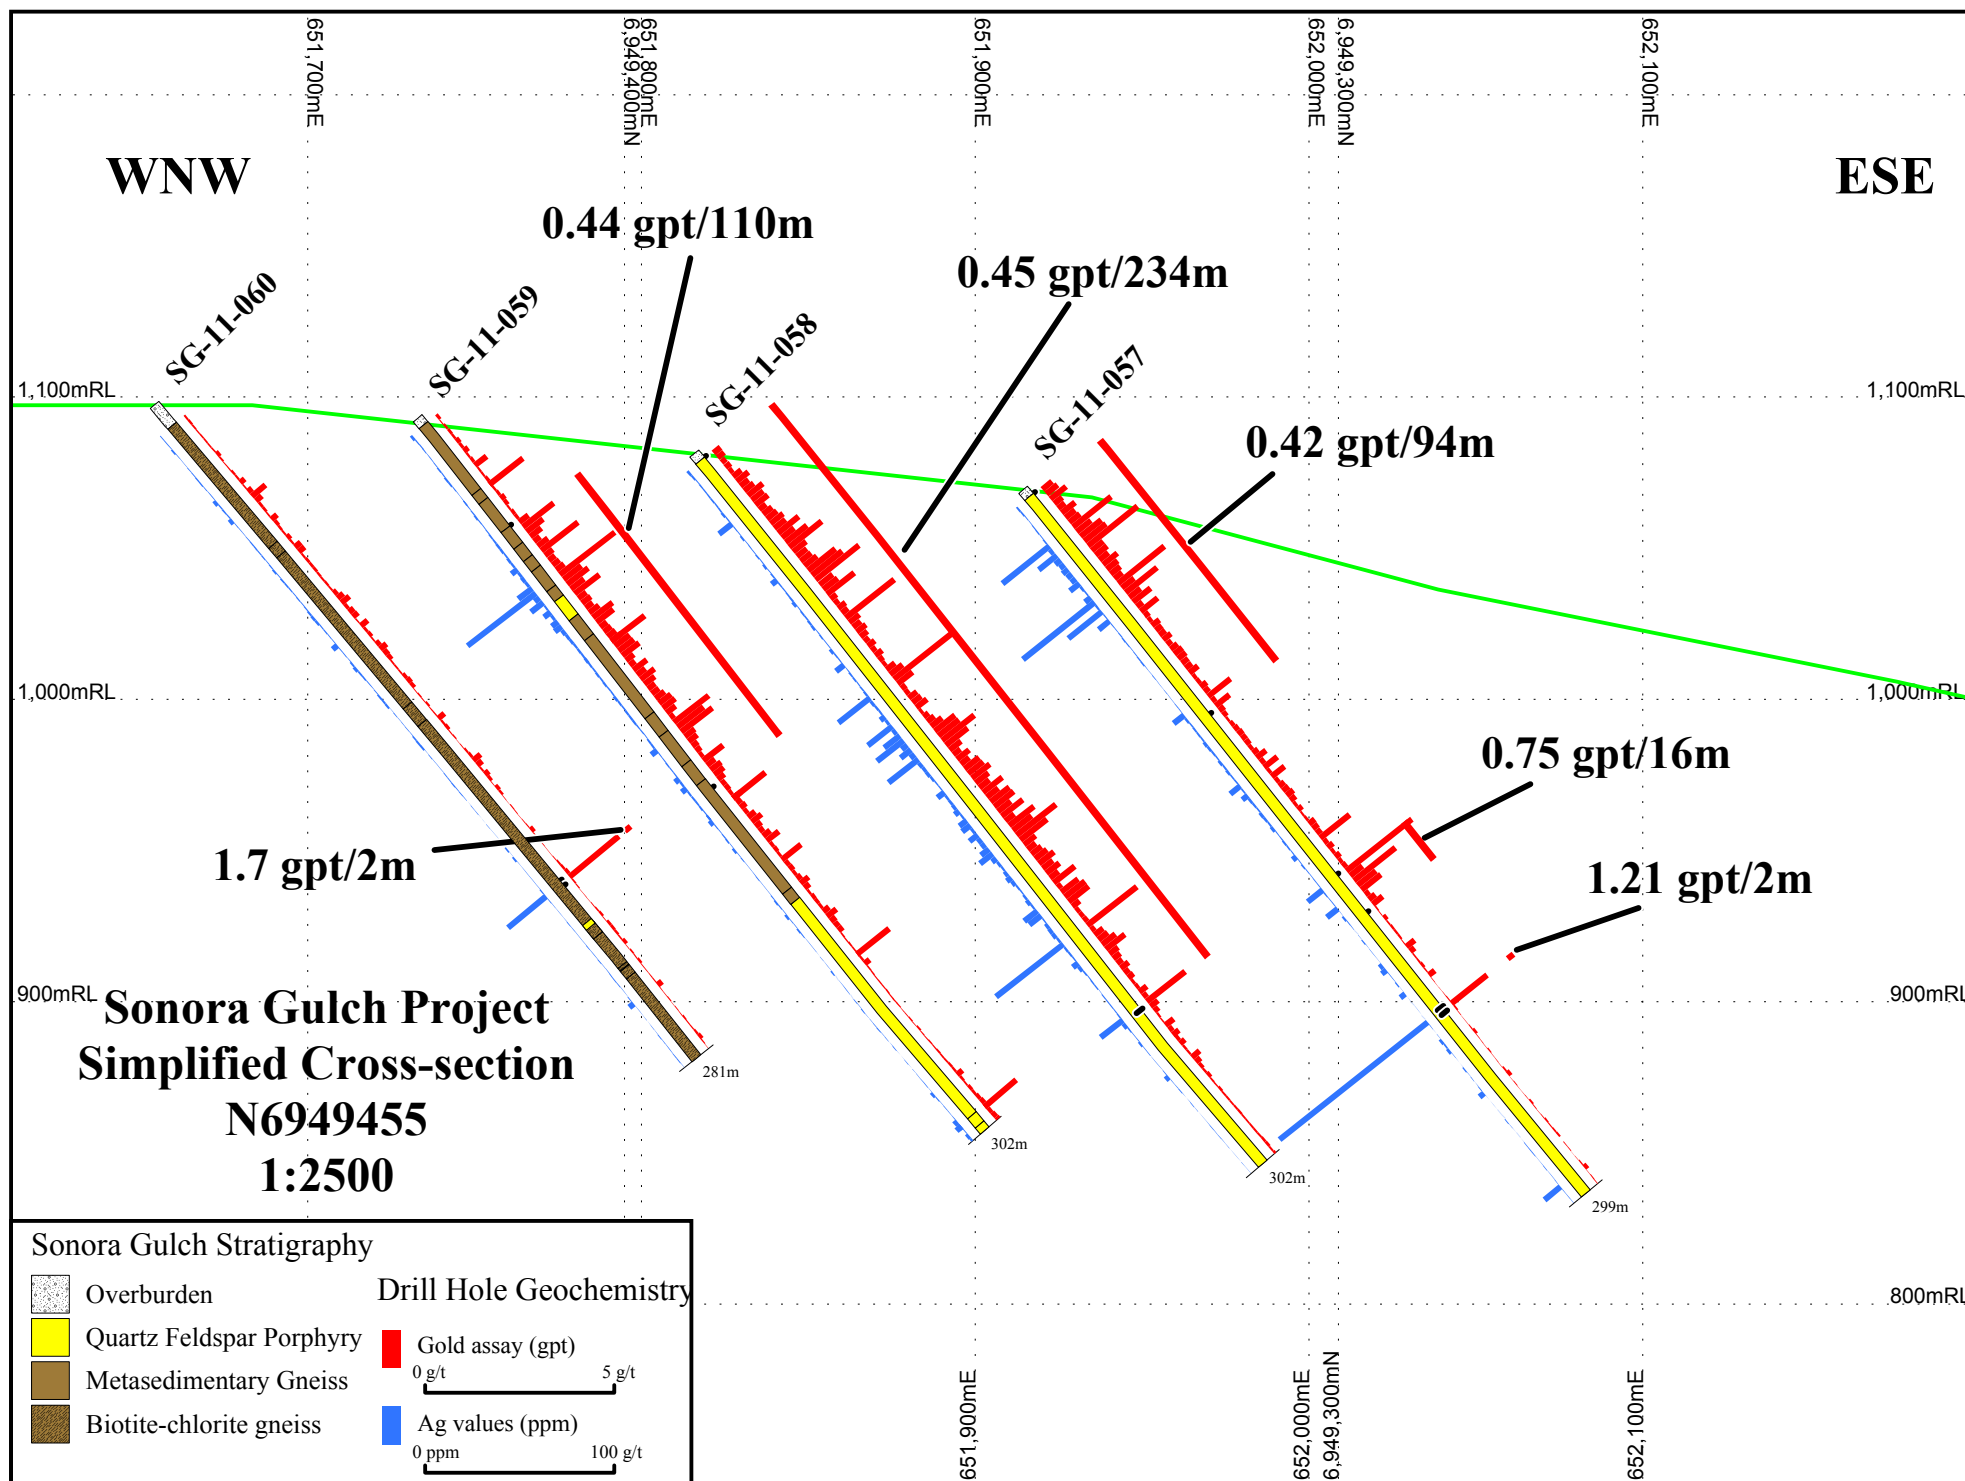 651,700mE
6,949,400mN
651,800mE
651,900mE
652,000mE
6,949,300mN
652,100mE
WNW
ESE
0.44 gpt/110m
0.45 gpt/234m
SG-11-060
SG-11-059
SG-11-058
SG-11-057
1,100mRL
1,100mRL
0.42 gpt/94m
1,000mRL
1,000mRL
0.75 gpt/16m
1.7 gpt/2m
1.21 gpt/2m
900mRL
900mRL
Sonora Gulch Project
Simplified Cross-section
N6949455
1:2500
281m
302m
302m
299m
800mRL
Sonora Gulch Stratigraphy
Overburden
Quartz Feldspar Porphyry
Metasedimentary Gneiss
Biotite-chlorite gneiss
Drill Hole Geochemistry
Gold assay (gpt)
0 g/t 5 g/t
Ag values (ppm)
0 ppm 100 g/t
651,900mE
652,000mE
6,949,300mN
652,100mE